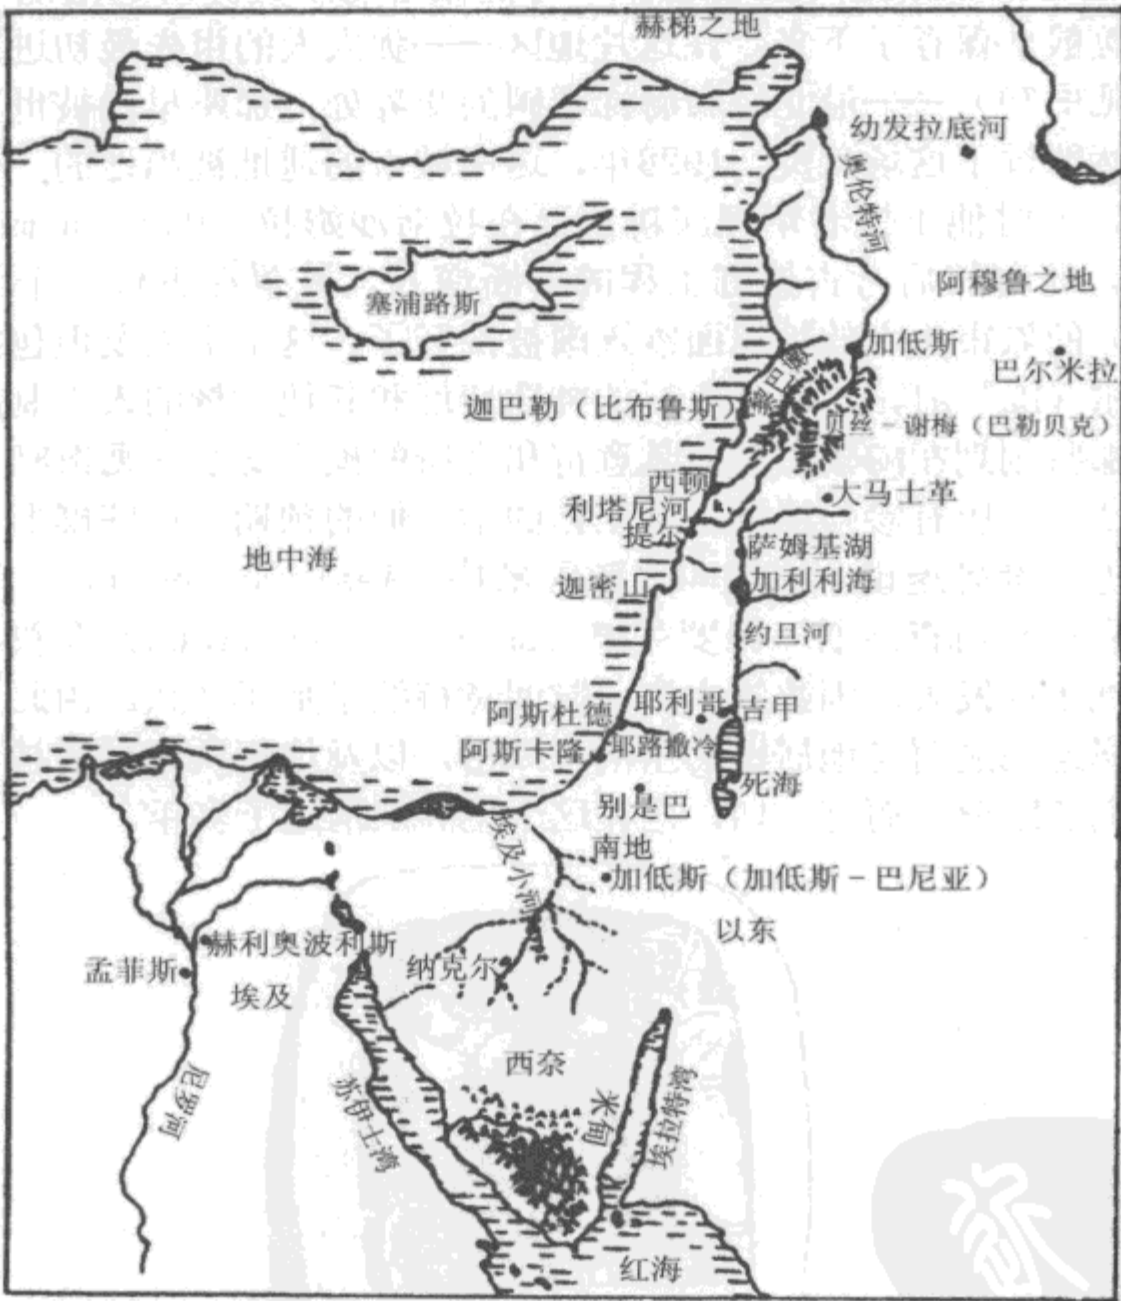 赫梯之地
幼发拉底河
奥伦特河
阿穆鲁之地
塞浦路斯
加低斯
巴尔米拉
黎巴嫩
迦巴勒（比布鲁斯）
贝丝－谢梅（巴勒贝克）
西顿
大马士革
利塔尼河
提尔
萨姆基湖
地中海
迦密山
加利利海
约旦河
耶利哥
吉甲
阿斯杜德
阿斯卡隆
耶路撒冷
死海
别是巴
埃及小河
南地
加低斯（加低斯－巴尼亚）
以东
赫利奥波利斯
纳克尔
孟菲斯
埃及
西奈
尼罗河
苏伊士湾
米甸
埃拉特湾
红海